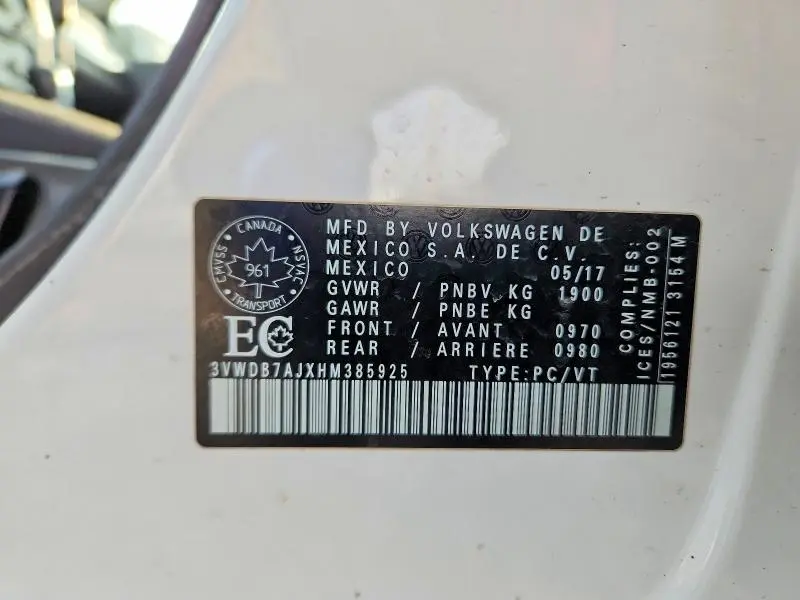 CANADA
CMVSS
NSVAC
961
TRANSPORT
EC
MFD BY VOLKSWAGEN DE
MEXICO S.A. DE C.V.
MEXICO 05/17
GVWR / PNBV KG 1900
GAWR / PNBE KG
FRONT / AVANT 0970
REAR / ARRIERE 0980
3VWDB7AJXHM385925 TYPE:PC/VT
COMPLIES:
ICES/NMB-002
1956121 3154 M